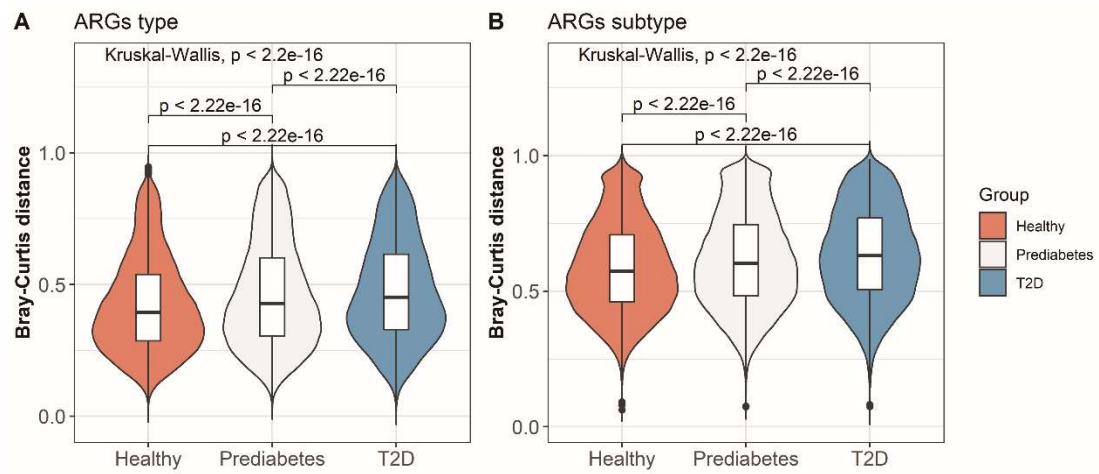 A ARGs type
Kruskal-Wallis, p < 2.2e-16
p < 2.22e-16
p < 2.22e-16
p < 2.22e-16
Bray-Curtis distance
1.0
0.5
0.0
Healthy Prediabetes T2D
B ARGs subtype
Kruskal-Wallis, p < 2.2e-16
p < 2.22e-16
p < 2.22e-16
p < 2.22e-16
Bray-Curtis distance
1.0
0.5
0.0
Healthy Prediabetes T2D
Group
Healthy
Prediabetes
T2D